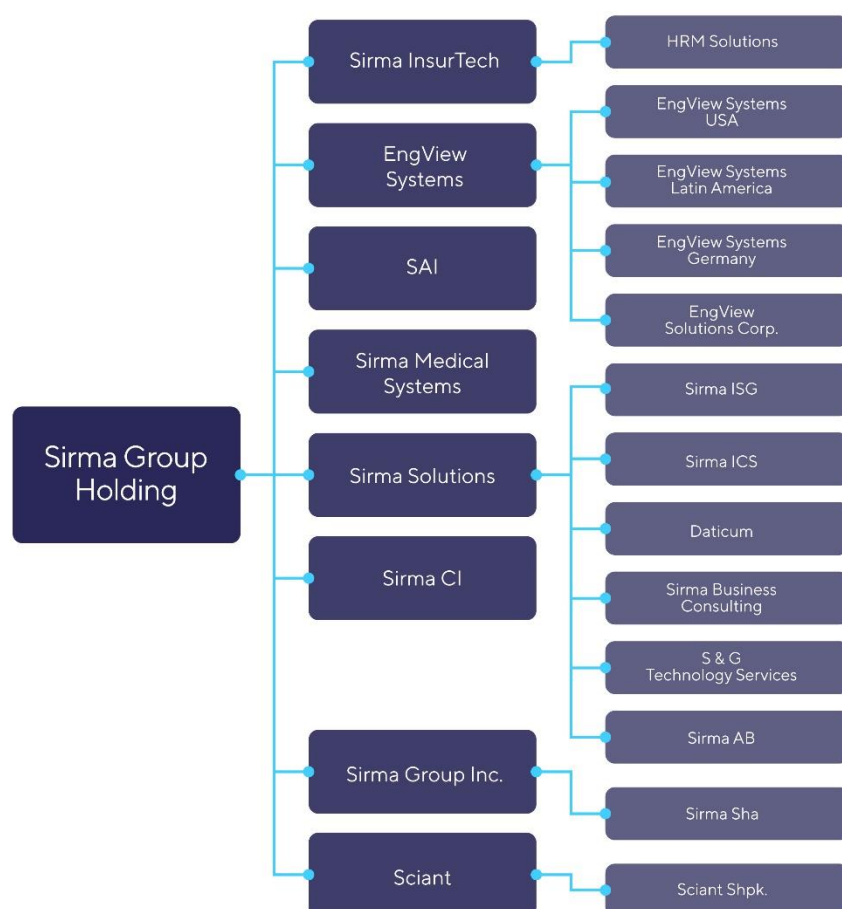 Sirma Group
Holding
Sirma InsurTech
EngView
Systems
SAI
Sirma Medical
Systems
Sirma Solutions
Sirma CI
Sirma Group Inc.
Sciant
HRM Solutions
EngView Systems
USA
EngView Systems
Latin America
EngView Systems
Germany
EngView
Solutions Corp.
Sirma ISG
Sirma ICS
Daticum
Sirma Business
Consulting
S & G
Technology Services
Sirma AB
Sirma Sha
Sciant Shpk.